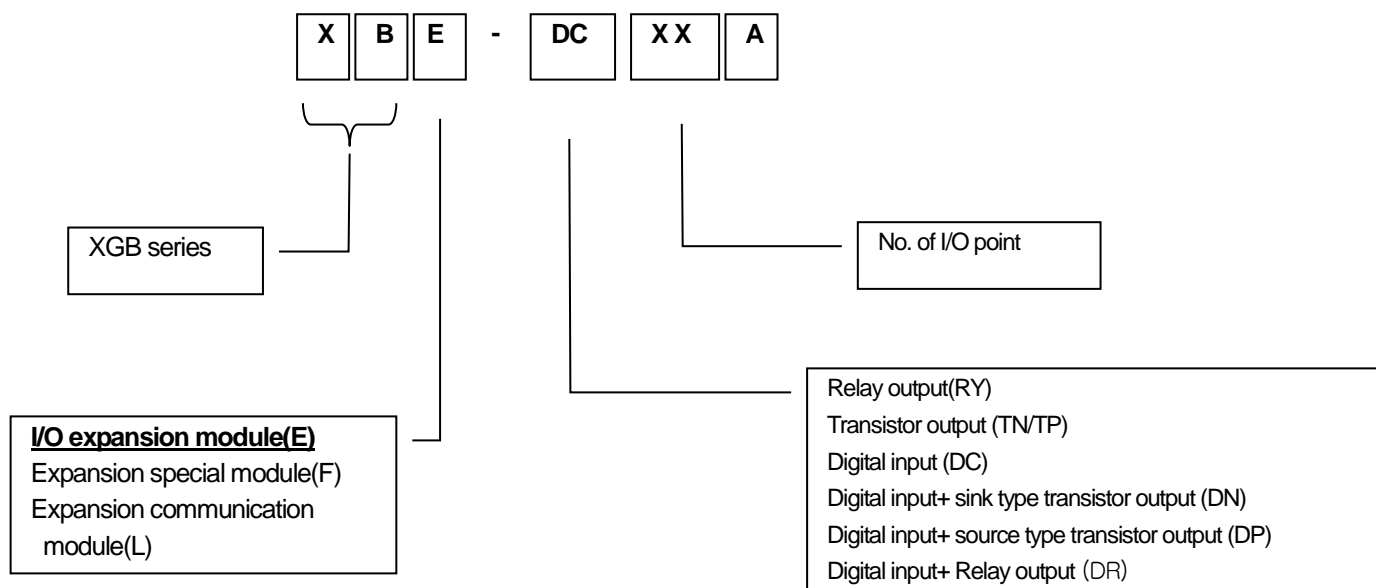 X B E - DC X X A
XGB series
No. of I/O point
I/O expansion module(E)
Expansion special module(F)
Expansion communication
module(L)
Relay output(RY)
Transistor output (TN/TP)
Digital input (DC)
Digital input+ sink type transistor output (DN)
Digital input+ source type transistor output (DP)
Digital input+ Relay output (DR)